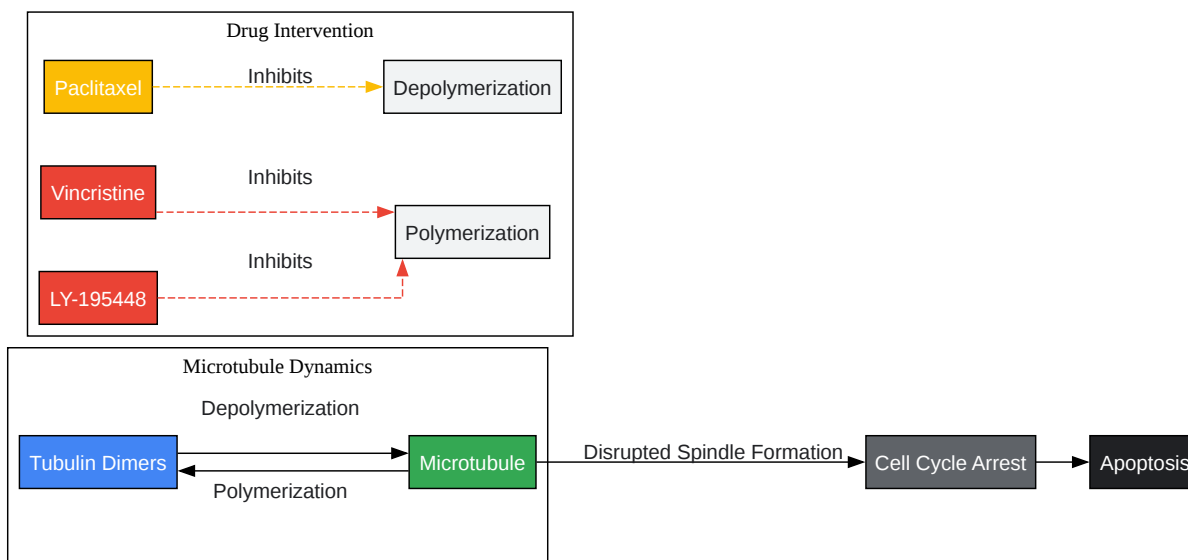 Drug Intervention
Paclitaxel
Inhibits
Depolymerization
Vincristine
Inhibits
Polymerization
LY-195448
Inhibits
Microtubule Dynamics
Depolymerization
Tubulin Dimers
Microtubule
Polymerization
Disrupted Spindle Formation
Cell Cycle Arrest
Apoptosis